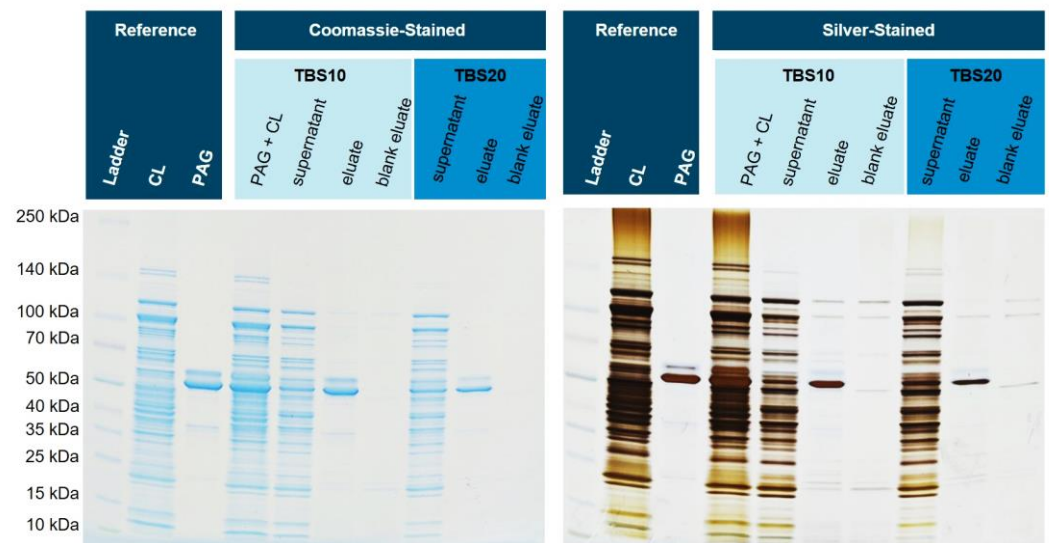 Reference
Coomassie-Stained
Reference
Silver-Stained
TBS10
TBS20
TBS10
TBS20
Ladder
CL
PAG
PAG + CL
supernatant
eluate
blank eluate
supernatant
eluate
blank eluate
Ladder
CL
PAG
PAG + CL
supernatant
eluate
blank eluate
supernatant
eluate
blank eluate
250 kDa
140 kDa
100 kDa
70 kDa
50 kDa
40 kDa
35 kDa
25 kDa
15 kDa
10 kDa